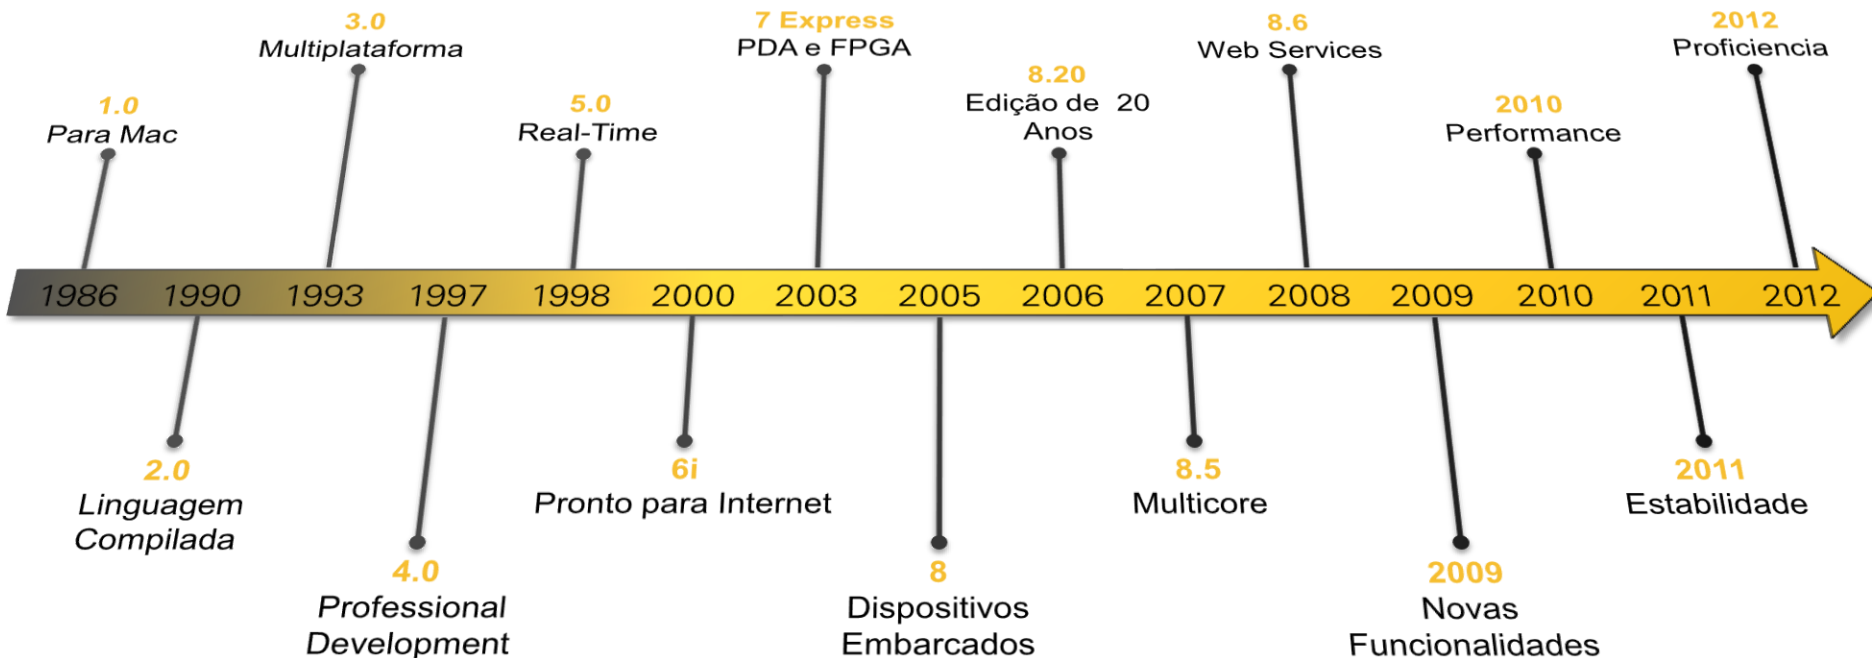 3.0
Multiplataforma
7 Express
PDA e FPGA
8.6
Web Services
2012
Proficiencia
1.0
Para Mac
5.0
Real-Time
8.20
Edição de 20
Anos
2010
Performance
1986 1990 1993 1997 1998 2000 2003 2005 2006 2007 2008 2009 2010 2011 2012
2.0
Linguagem
Compilada
6i
Pronto para Internet
8.5
Multicore
2011
Estabilidade
4.0
Professional
Development
8
Dispositivos
Embarcados
2009
Novas
Funcionalidades